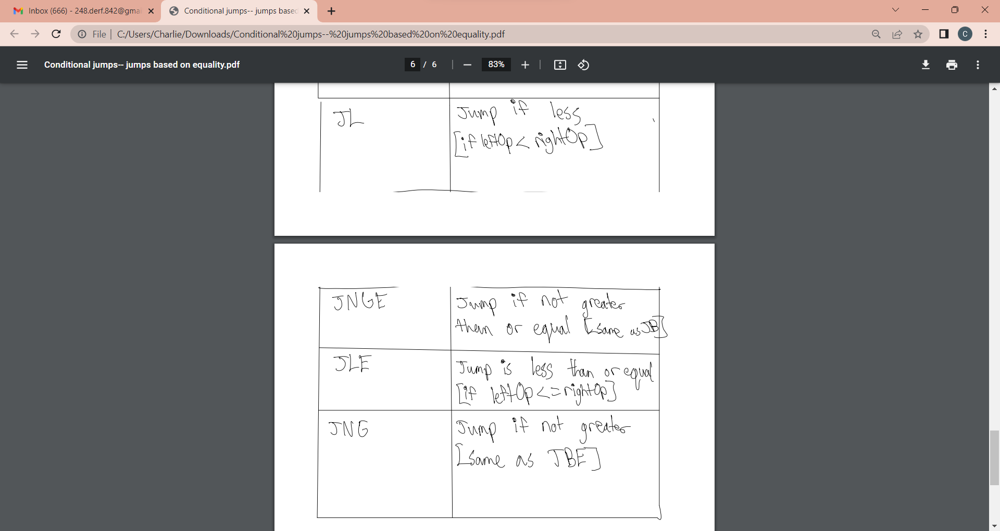 Inbox (666) - 248.derf.842@gmai
Conditional jumps-- jumps based
File
C:/Users/Charlie/Downloads/Conditional%20jumps--%20jumps%20based%20on%20equality.pdf
C
Conditional jumps-- jumps based on equality.pdf
6 / 6
83%
JL
Jump if less
[if leftOp < rightOp]
JNGE
Jump if not greater
than or equal [same as JB]
JLE
Jump is less than or equal
[if leftOp <= rightOp]
JNG
Jump if not greater
[same as JBE]